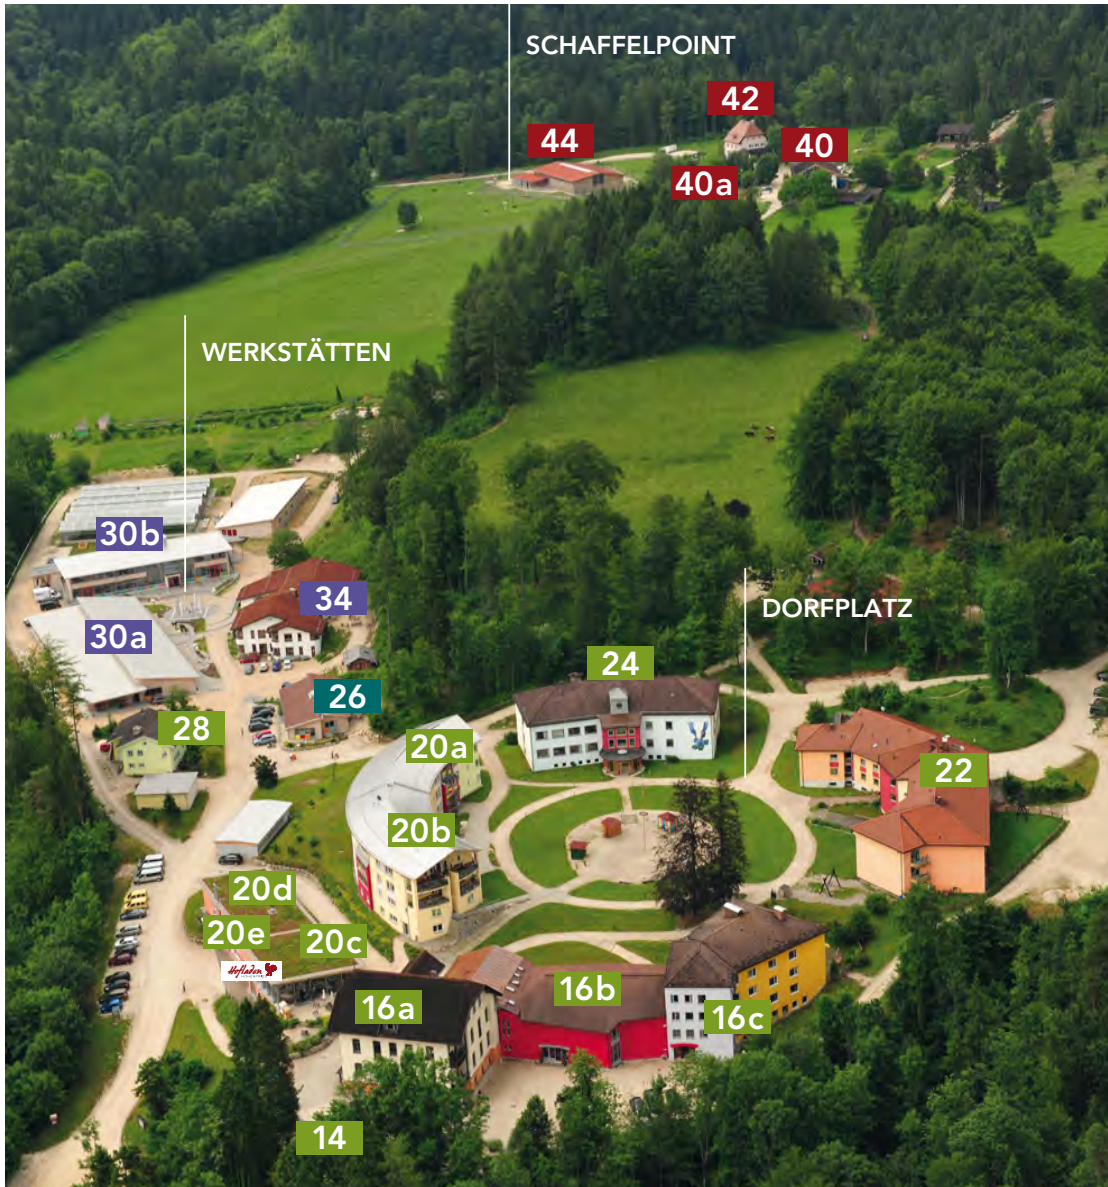 SCHAFFELPOINT
42
44
40
40a
WERKSTÄTTEN
30b
34
30a
DORFPLATZ
24
26
28
20a
22
20b
20d
20e
20c
Hofladen
16b
16a
16c
14